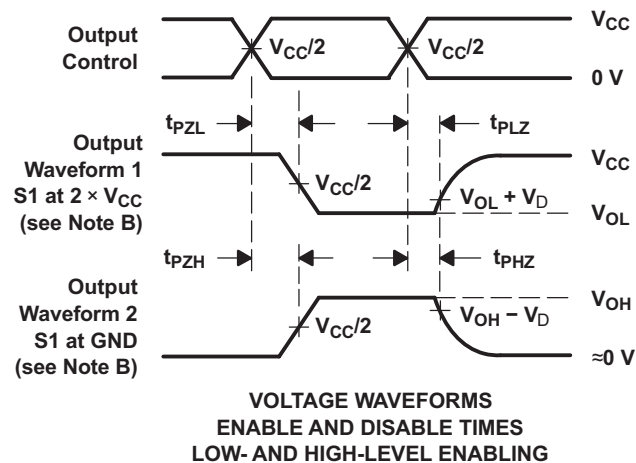 Output
Control
VCC/2
VCC/2
VCC
0 V
tPZL
tPLZ
Output
Waveform 1
S1 at 2 × VCC
(see Note B)
VCC/2
VOL + VD
VCC
VOL
tPZH
tPHZ
Output
Waveform 2
S1 at GND
(see Note B)
VCC/2
VOH − VD
VOH
≈0 V
VOLTAGE WAVEFORMS
ENABLE AND DISABLE TIMES
LOW- AND HIGH-LEVEL ENABLING